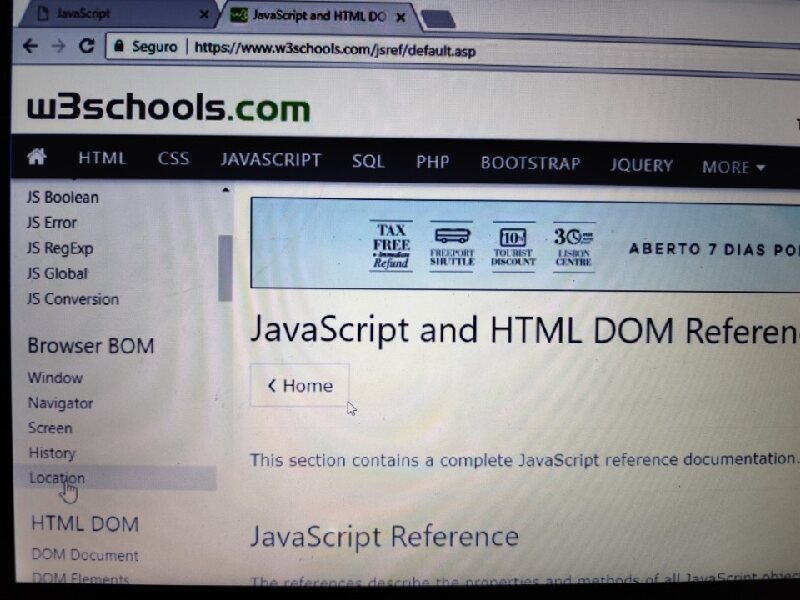 JavaScript
JavaScript and HTML DO
Seguro
https://www.w3schools.com/jsref/default.asp
w3schools.com
HTML CSS JAVASCRIPT SQL PHP BOOTSTRAP JQUERY MORE
JS Boolean
JS Error
JS RegExp
JS Global
JS Conversion
Browser BOM
Window
Navigator
Screen
History
Location
HTML DOM
DOM Document
DOM Elements
TAX
FREE
Immediate
Refund
FREEPORT
SHUTTLE
10%
TOURIST
DISCOUNT
30
LISBON
CENTRE
ABERTO 7 DIAS PO
JavaScript and HTML DOM Referen
Home
This section contains a complete JavaScript reference documentation.
JavaScript Reference
The references describe the properties and methods of all JavaScript objec